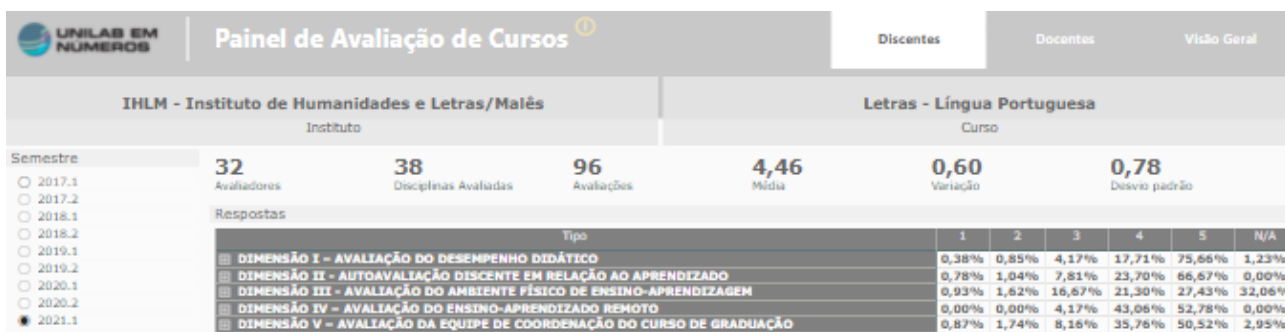 UNILAB EM NÚMEROS
Painel de Avaliação de Cursos
Discentes
Docentes
Visão Geral
IHLM - Instituto de Humanidades e Letras/Malês
Instituto
Letras - Língua Portuguesa
Curso
Semestre
2017.1
2017.2
2018.1
2018.2
2019.1
2019.2
2020.1
2020.2
2021.1
32
Avaliadores
38
Disciplinas Avaliadas
96
Avaliações
4,46
Média
0,60
Variação
0,78
Desvio padrão
Respostas
Tipo 1 2 3 4 5 N/A
DIMENSÃO I – AVALIAÇÃO DO DESEMPENHO DIDÁTICO 0,38% 0,85% 4,17% 17,71% 75,66% 1,23%
DIMENSÃO II - AUTOAVALIAÇÃO DISCENTE EM RELAÇÃO AO APRENDIZADO 0,78% 1,04% 7,81% 23,70% 66,67% 0,00%
DIMENSÃO III - AVALIAÇÃO DO AMBIENTE FÍSICO DE ENSINO-APRENDIZAGEM 0,93% 1,62% 16,67% 21,30% 27,43% 32,06%
DIMENSÃO IV – AVALIAÇÃO DO ENSINO-APRENDIZADO REMOTO 0,00% 0,00% 4,17% 43,06% 52,78% 0,00%
DIMENSÃO V – AVALIAÇÃO DA EQUIPE DE COORDENAÇÃO DO CURSO DE GRADUAÇÃO 0,87% 1,74% 8,16% 35,76% 50,52% 2,95%